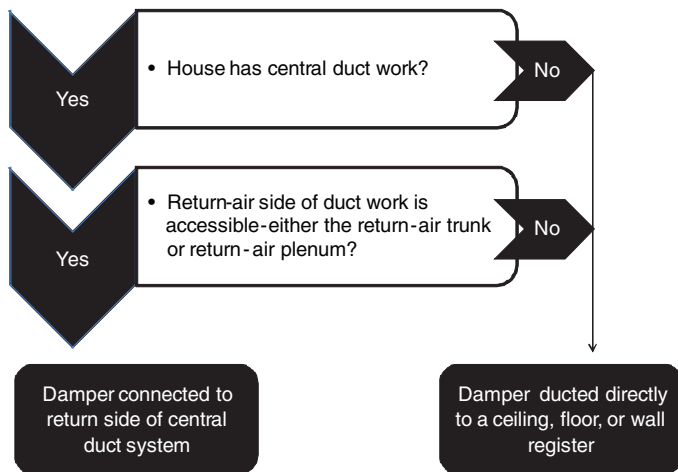 • House has central duct work?
Yes
No
• Return-air side of duct work is
accessible-either the return-air trunk
or return-air plenum?
Yes
No
Damper connected to
return side of central
duct system
Damper ducted directly
to a ceiling, floor, or wall
register